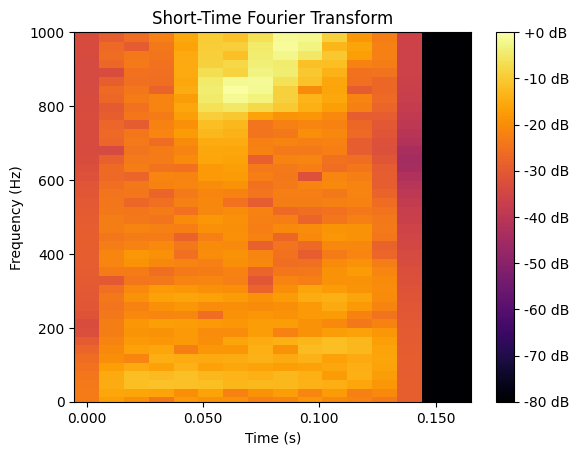 Short-Time Fourier Transform
Frequency (Hz)
1000
800
600
400
200
0
0.000
0.050
0.100
0.150
Time (s)
+0 dB
-10 dB
-20 dB
-30 dB
-40 dB
-50 dB
-60 dB
-70 dB
-80 dB